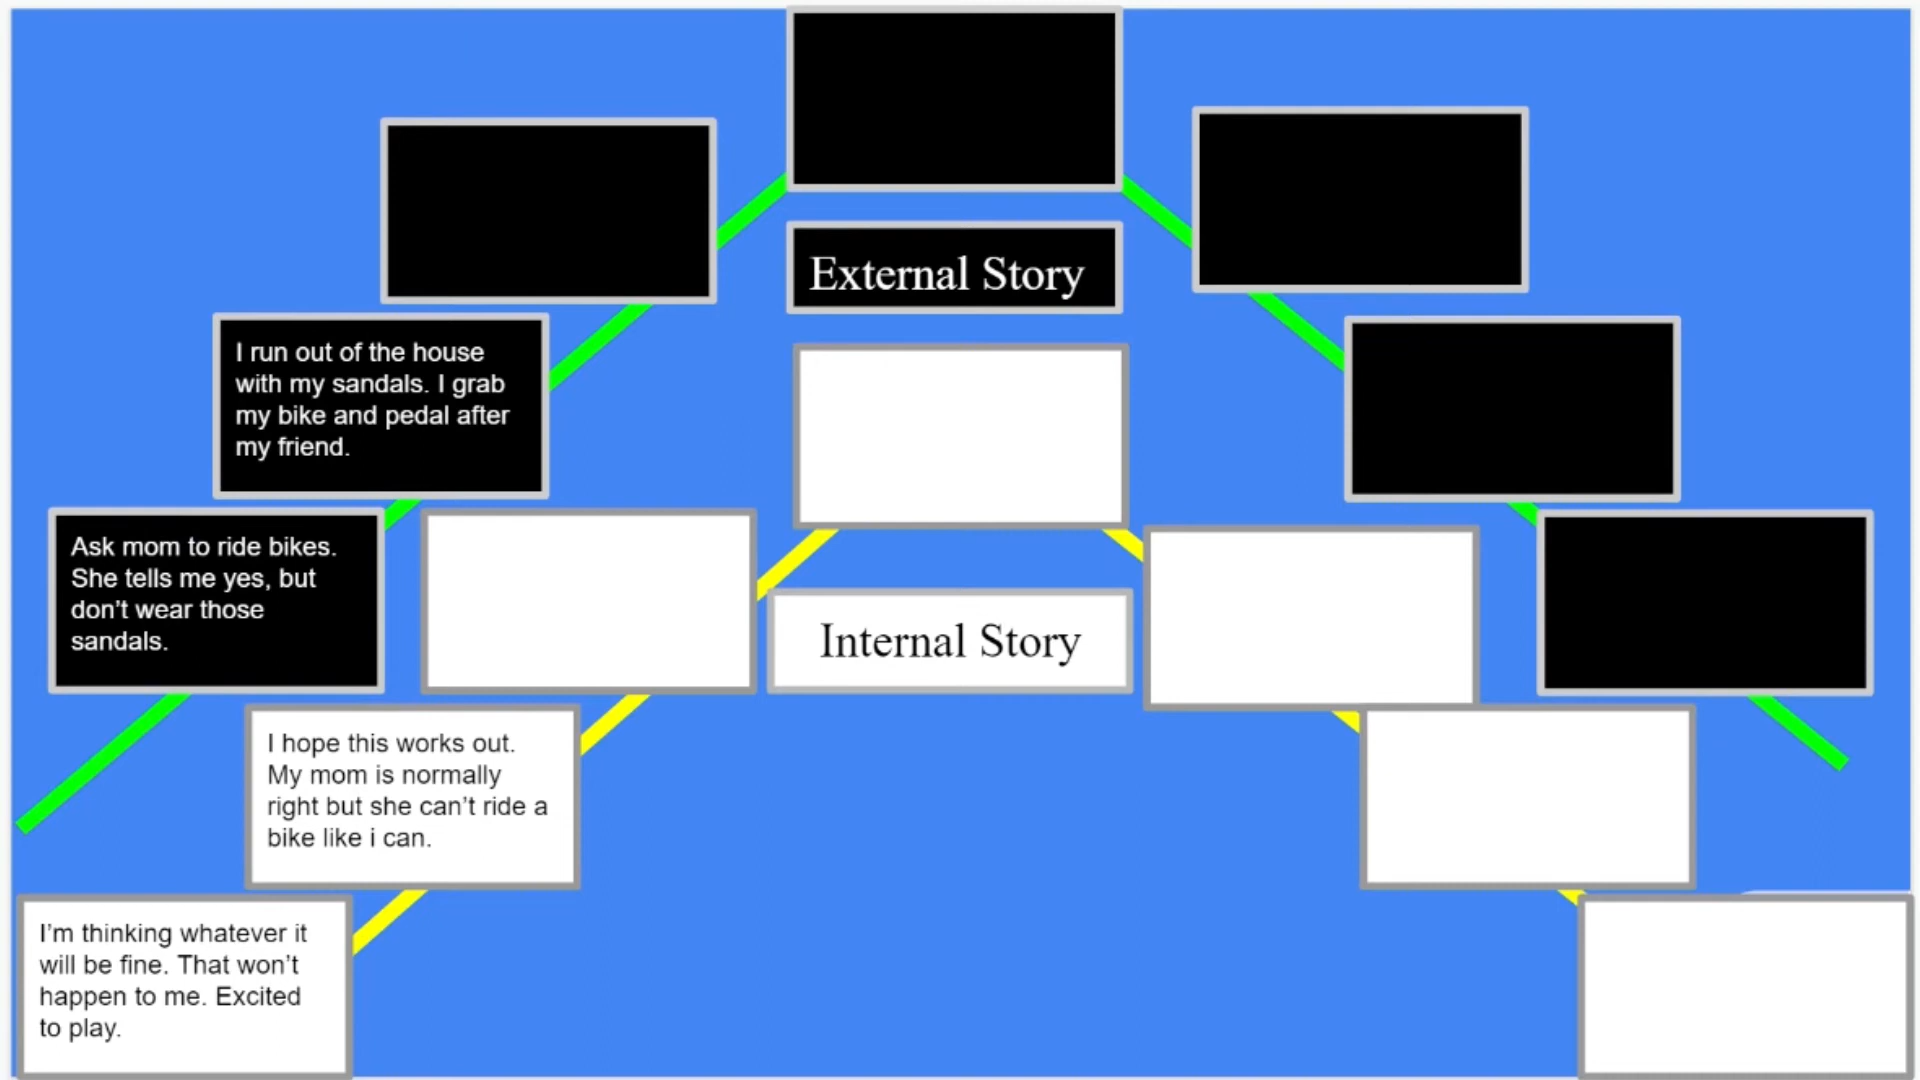 External Story
I run out of the house
with my sandals. I grab
my bike and pedal after
my friend.
Ask mom to ride bikes.
She tells me yes, but
don’t wear those
sandals.
Internal Story
I hope this works out.
My mom is normally
right but she can’t ride a
bike like i can.
I’m thinking whatever it
will be fine. That won’t
happen to me. Excited
to play.